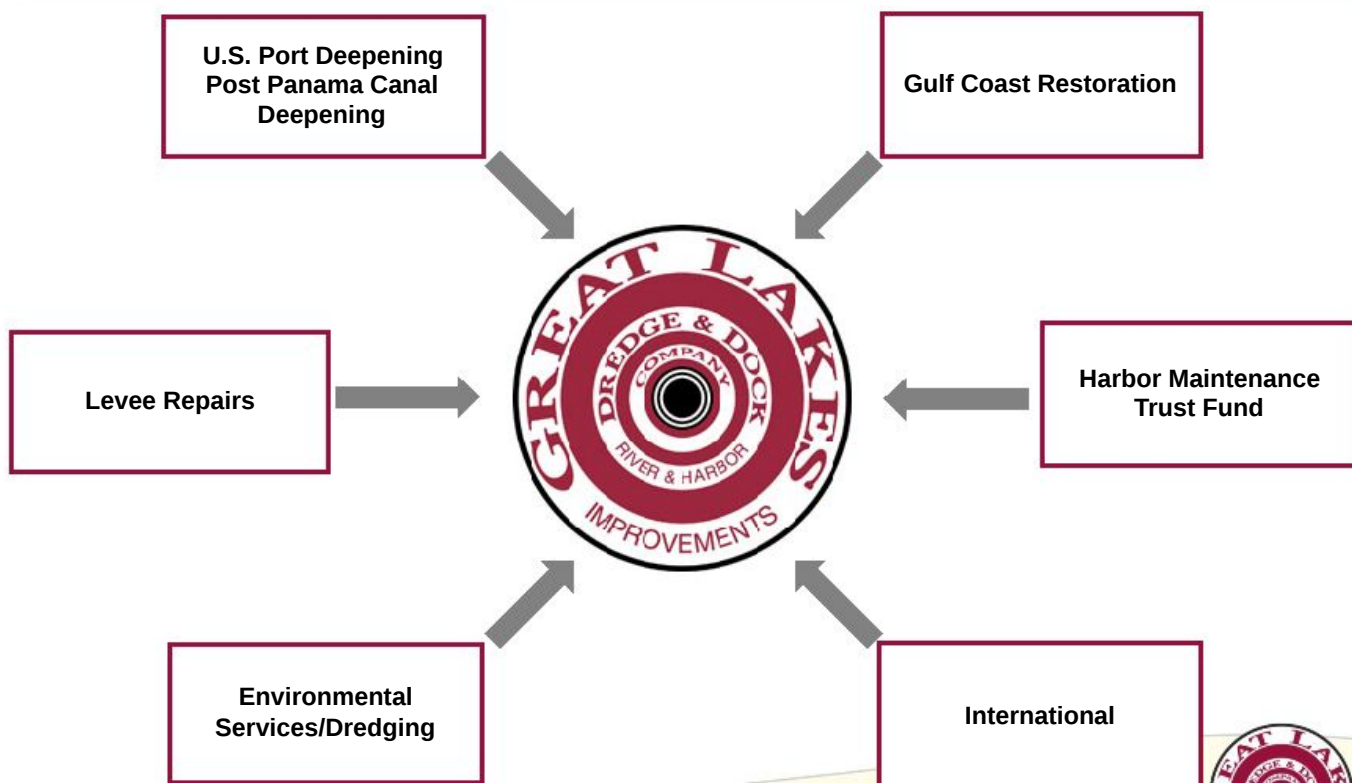 U.S. Port Deepening
Post Panama Canal
Deepening
Gulf Coast Restoration
GREAT LAKES
DREDGE & DOCK
COMPANY
RIVER & HARBOR
IMPROVEMENTS
Levee Repairs
Harbor Maintenance
Trust Fund
Environmental
Services/Dredging
International